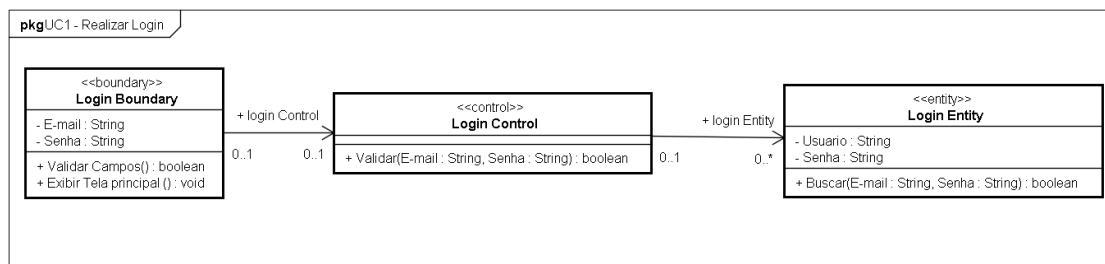 pkgUC1 - Realizar Login
<<boundary>>
Login Boundary
- E-mail : String
- Senha : String
+ Validar Campos() : boolean
+ Exibir Tela principal () : void
+ login Control
0..1
0..1
<<control>>
Login Control
+ Validar(E-mail : String, Senha : String) : boolean
+ login Entity
0..1
0..*
<<entity>>
Login Entity
- Usuario : String
- Senha : String
+ Buscar(E-mail : String, Senha : String) : boolean